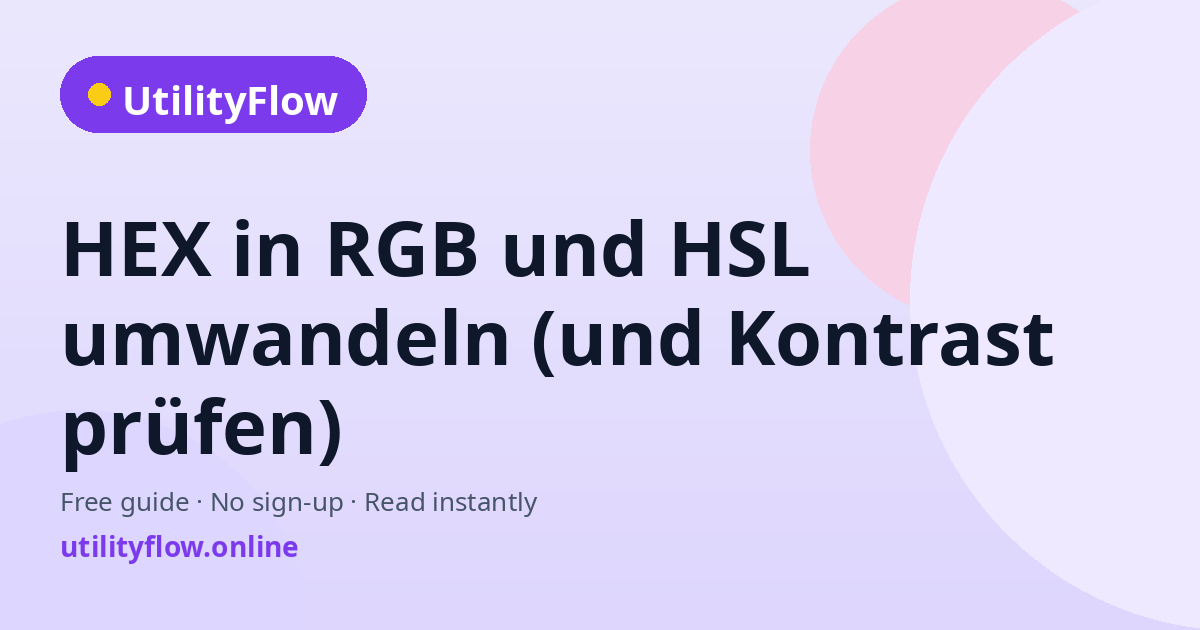 UtilityFlow
HEX in RGB und HSL
umwandeln (und Kontrast
prüfen)
Free guide · No sign-up · Read instantly
utilityflow.online